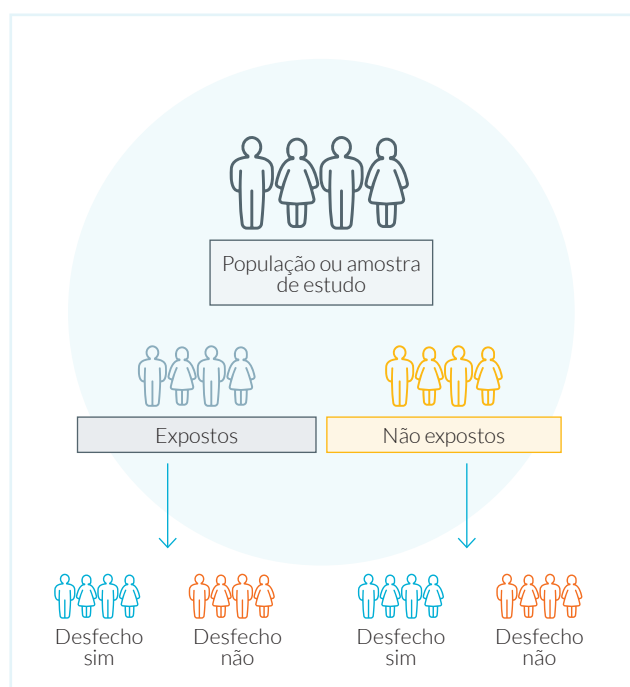 População ou amostra
de estudo
Expostos
Não expostos
Desfecho
sim
Desfecho
não
Desfecho
sim
Desfecho
não